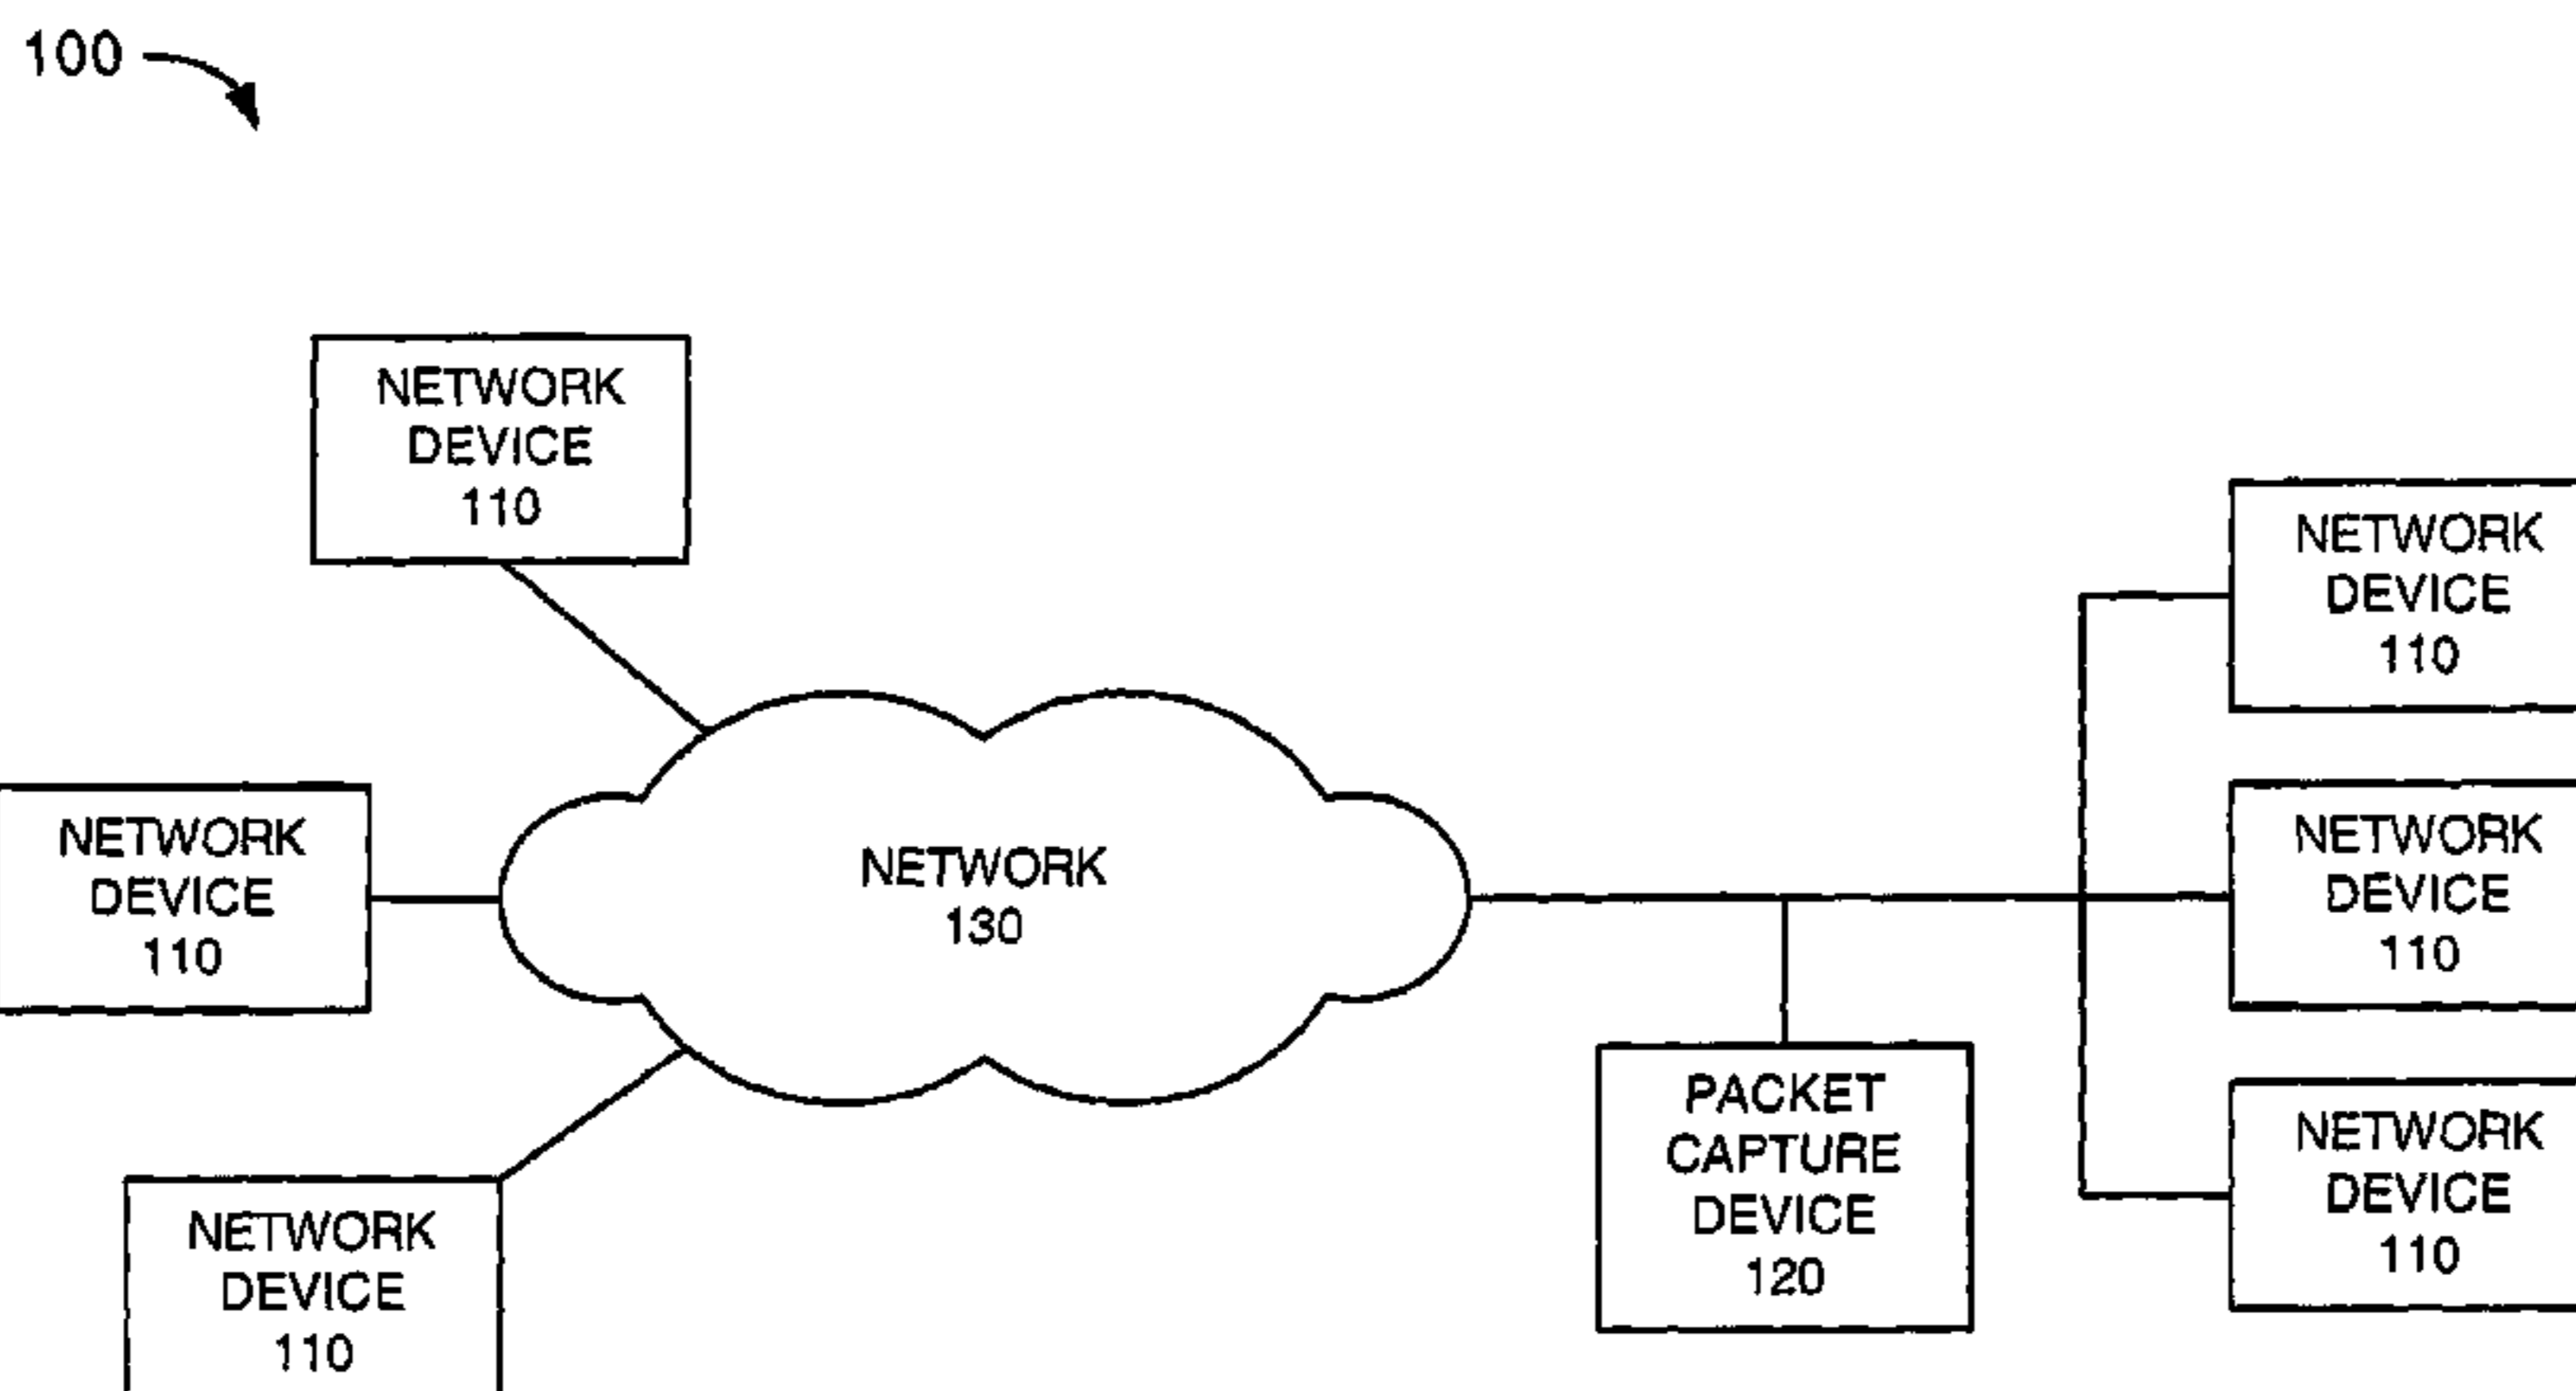 100
NETWORK
DEVICE
110
NETWORK
DEVICE
110
NETWORK
DEVICE
110
NETWORK
130
NETWORK
DEVICE
110
PACKET
CAPTURE
DEVICE
120
NETWORK
DEVICE
110
NETWORK
DEVICE
110